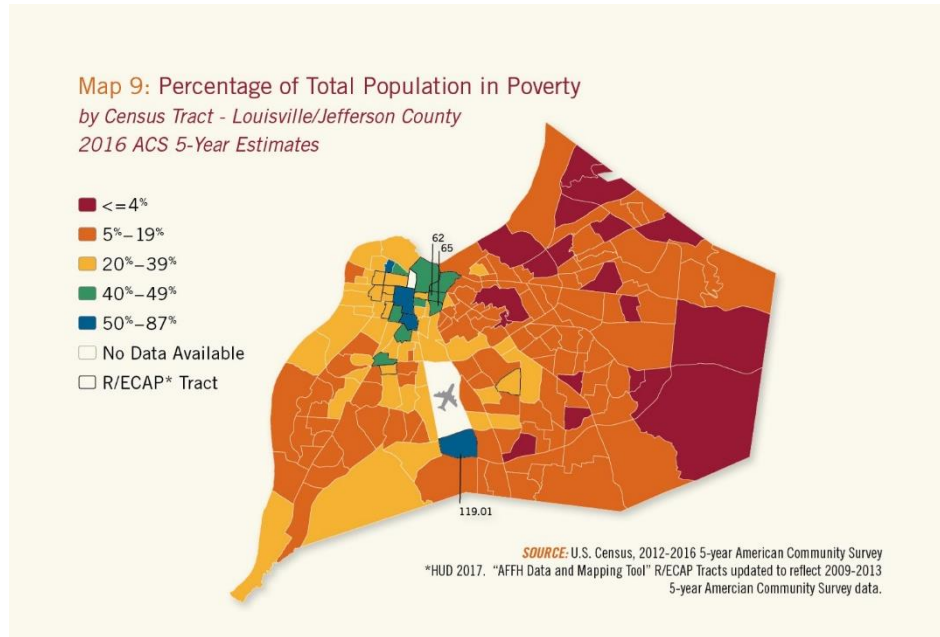 Map 9: Percentage of Total Population in Poverty
by Census Tract - Louisville/Jefferson County
2016 ACS 5-Year Estimates
<=4%
5%–19%
20%–39%
40%–49%
50%–87%
No Data Available
R/ECAP* Tract
62
65
119.01
SOURCE: U.S. Census, 2012-2016 5-year American Community Survey
*HUD 2017. “AFFH Data and Mapping Tool” R/ECAP Tracts updated to reflect 2009-2013
5-year Amercian Community Survey data.